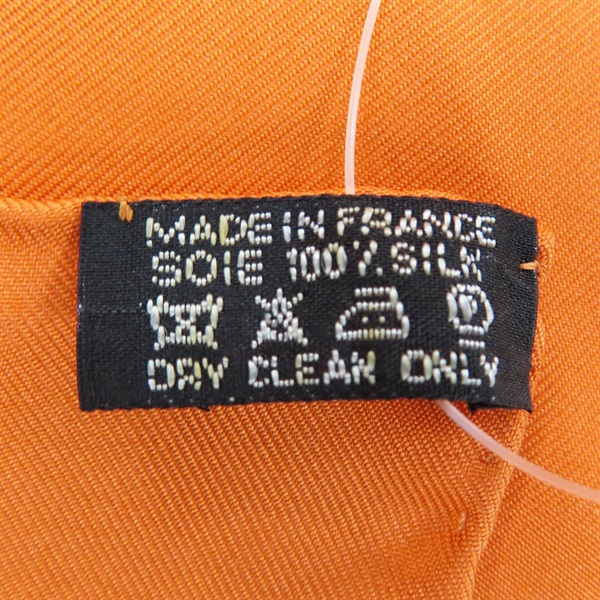 MADE IN FRANCE
SOIE 100% SILK
DRY CLEAN ONLY